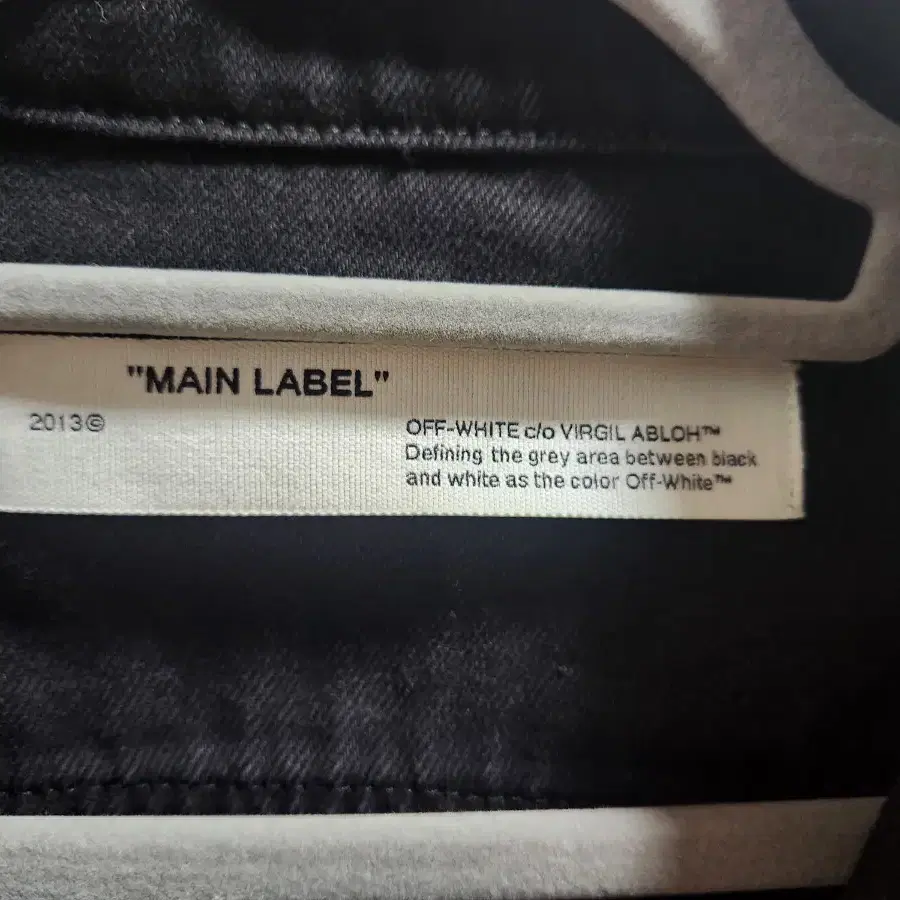 "MAIN LABEL"
2013©
OFF-WHITE c/o VIRGIL ABLOH™
Defining the grey area between black
and white as the color Off-White™